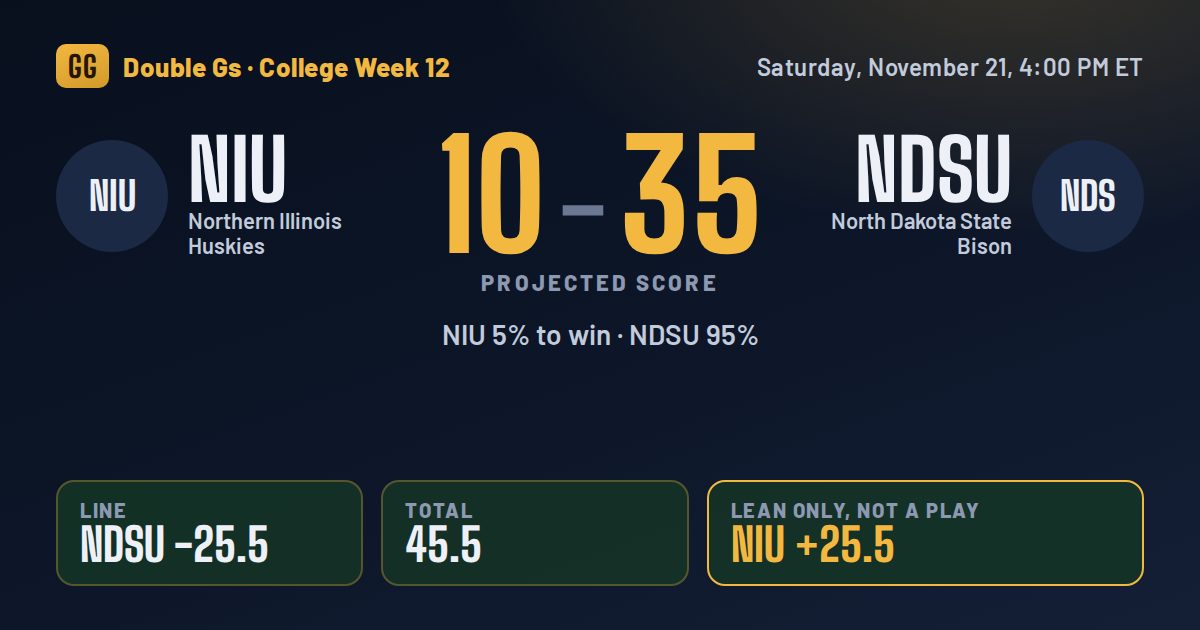 GG
Double Gs · College Week 12
Saturday, November 21, 4:00 PM ET
NIU
NIU
Northern Illinois
Huskies
10 – 35
PROJECTED SCORE
NIU 5% to win · NDSU 95%
NDSU
North Dakota State
Bison
NDS
LINE
NDSU -25.5
TOTAL
45.5
LEAN ONLY, NOT A PLAY
NIU +25.5